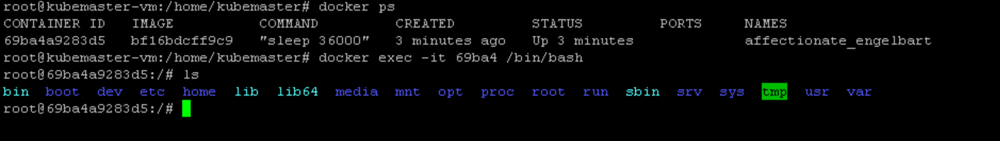 root@kubemaster-vm:/home/kubemaster# docker ps
CONTAINER ID   IMAGE          COMMAND         CREATED         STATUS         PORTS     NAMES
69ba4a9283d5   bf16bdcff9c9   "sleep 36000"   3 minutes ago   Up 3 minutes             affectionate_engelbart
root@kubemaster-vm:/home/kubemaster# docker exec -it 69ba4 /bin/bash
root@69ba4a9283d5:/# ls
bin  boot  dev  etc  home  lib  lib64  media  mnt  opt  proc  root  run  sbin  srv  sys  tmp  usr  var
root@69ba4a9283d5:/#